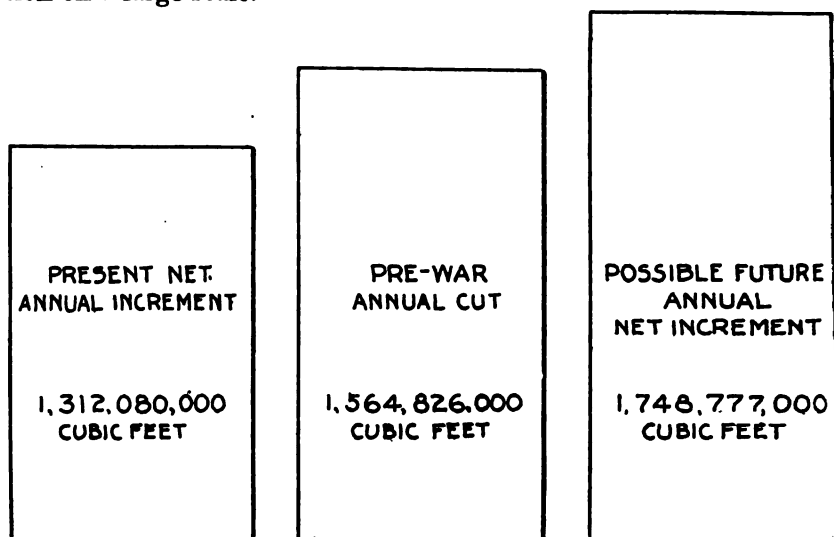 PRESENT NET.
ANNUAL INCREMENT
1,312.080,000
CUBIC FEET
PRE-WAR
ANNUAL CUT
1,564,826.000
CUBIC FEET
POSSIBLE FUTURE
ANNUAL
NET INCREMENT
1,748,777,000
CUBIC FEET